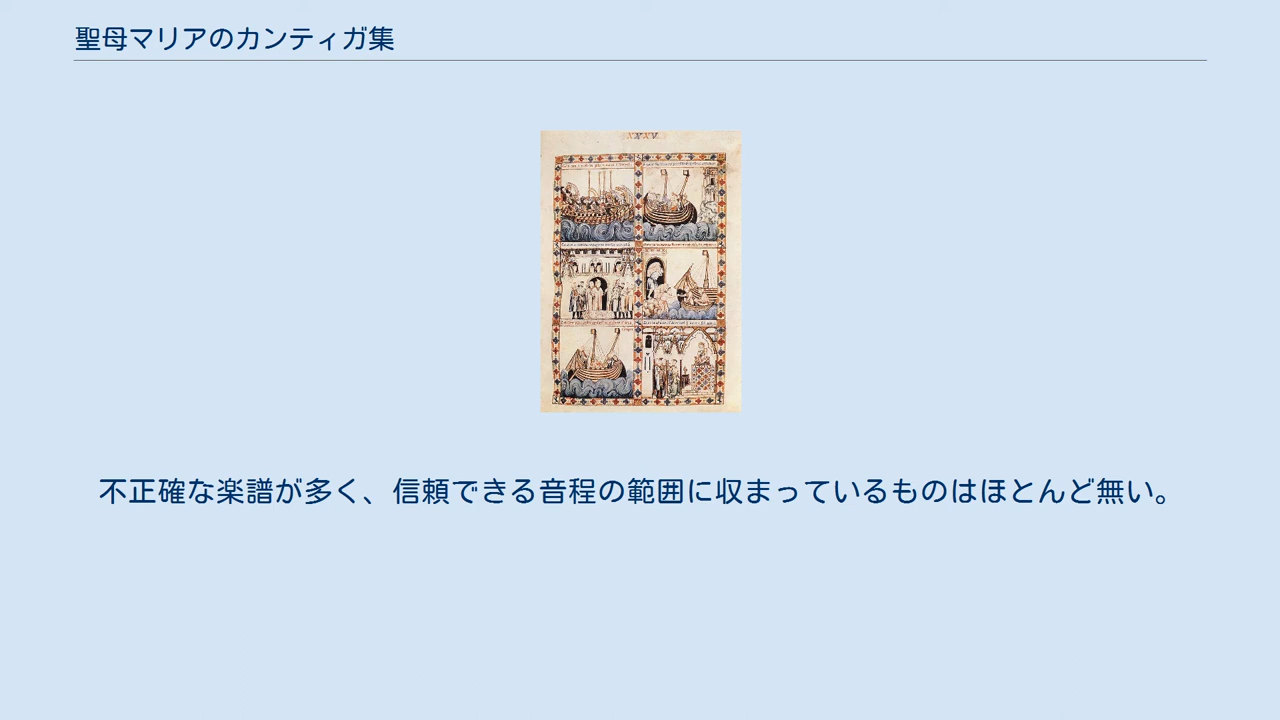 聖母マリアのカンティガ集
不正確な楽譜が多く、信頼できる音程の範囲に収まっているものはほとんど無い。